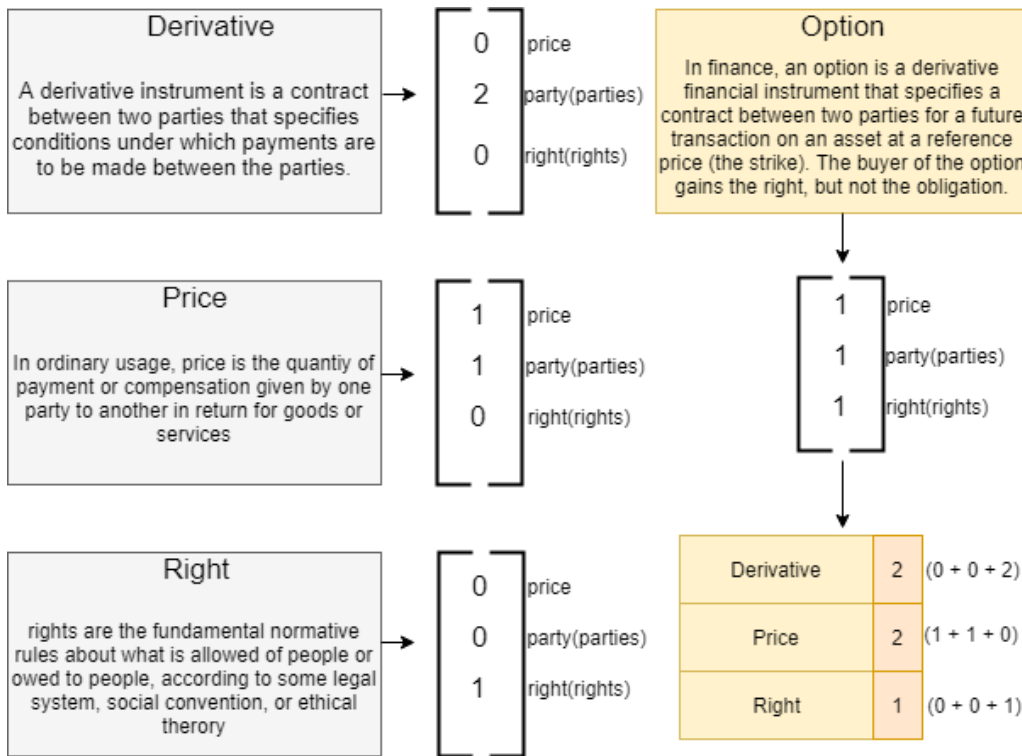 Derivative
A derivative instrument is a contract
between two parties that specifies
conditions under which payments are
to be made between the parties.
0 price
2 party(parties)
0 right(rights)
Option
In finance, an option is a derivative
financial instrument that specifies a
contract between two parties for a future
transaction on an asset at a reference
price (the strike). The buyer of the option
gains the right, but not the obligation.
Price
In ordinary usage, price is the quantiy of
payment or compensation given by one
party to another in return for goods or
services
1 price
1 party(parties)
0 right(rights)
1 price
1 party(parties)
1 right(rights)
Right
rights are the fundamental normative
rules about what is allowed of people or
owed to people, according to some legal
system, social convention, or ethical
therory
0 price
0 party(parties)
1 right(rights)
Derivative 2 (0 + 0 + 2)
Price 2 (1 + 1 + 0)
Right 1 (0 + 0 + 1)